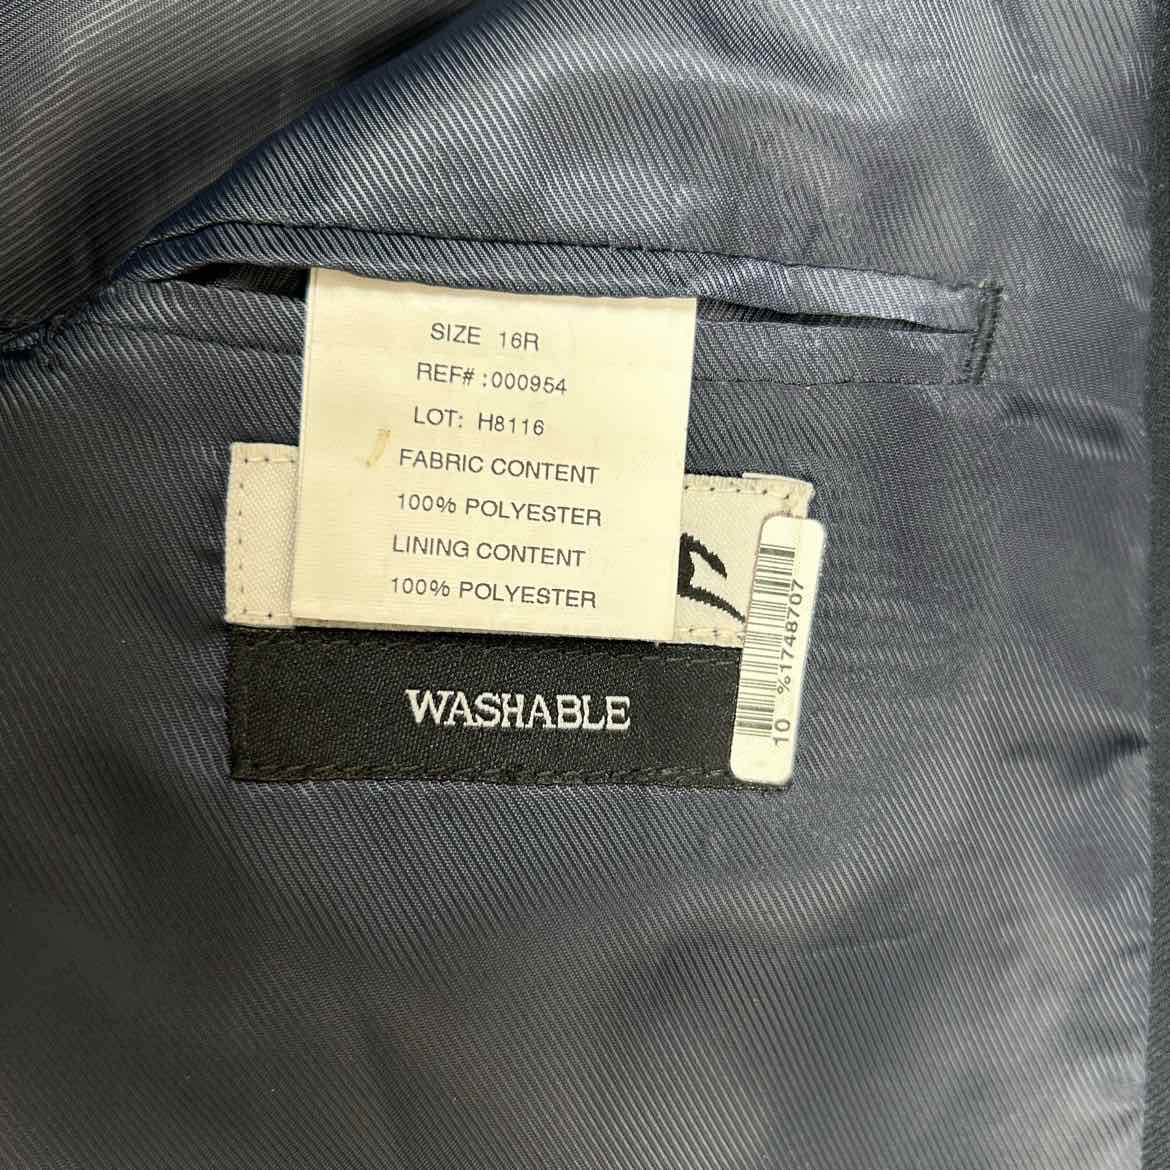 SIZE 16R
REF# :000954
LOT: H8116
FABRIC CONTENT
100% POLYESTER
LINING CONTENT
100% POLYESTER
WASHABLE
10 %1748707